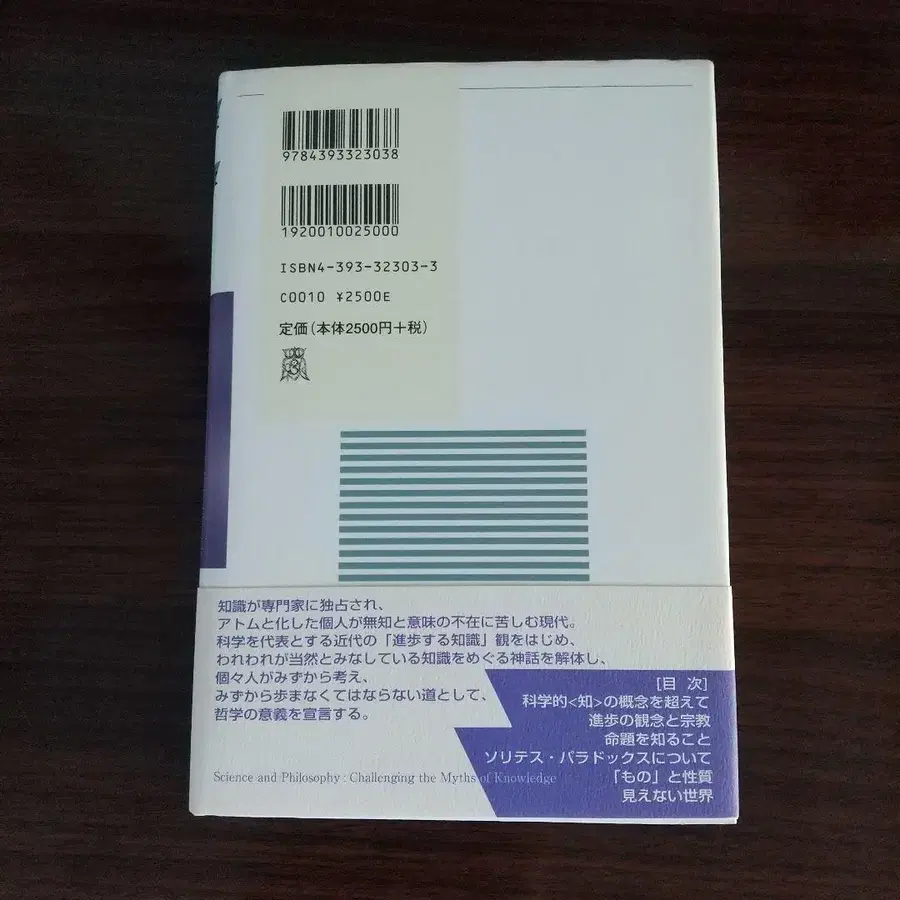 9784393323038
1920010025000
ISBN4-393-32303-3
C0010 ¥2500E
定価(本体2500円+税)
知識が専門家に独占され、
アトムと化した個人が無知と意味の不在に苦しむ現代。
科学を代表とする近代の「進歩する知識」観をはじめ、
われわれが当然とみなしている知識をめぐる神話を解体し、
個々人がみずから考え、
みずから歩まなくてはならない道として、
哲学の意義を宣言する。
Science and Philosophy : Challenging the Myths of Knowledge
[目 次]
科学的<知>の概念を超えて
進歩の観念と宗教
命題を知ること
ソリテス・パラドックスについて
「もの」と性質
見えない世界